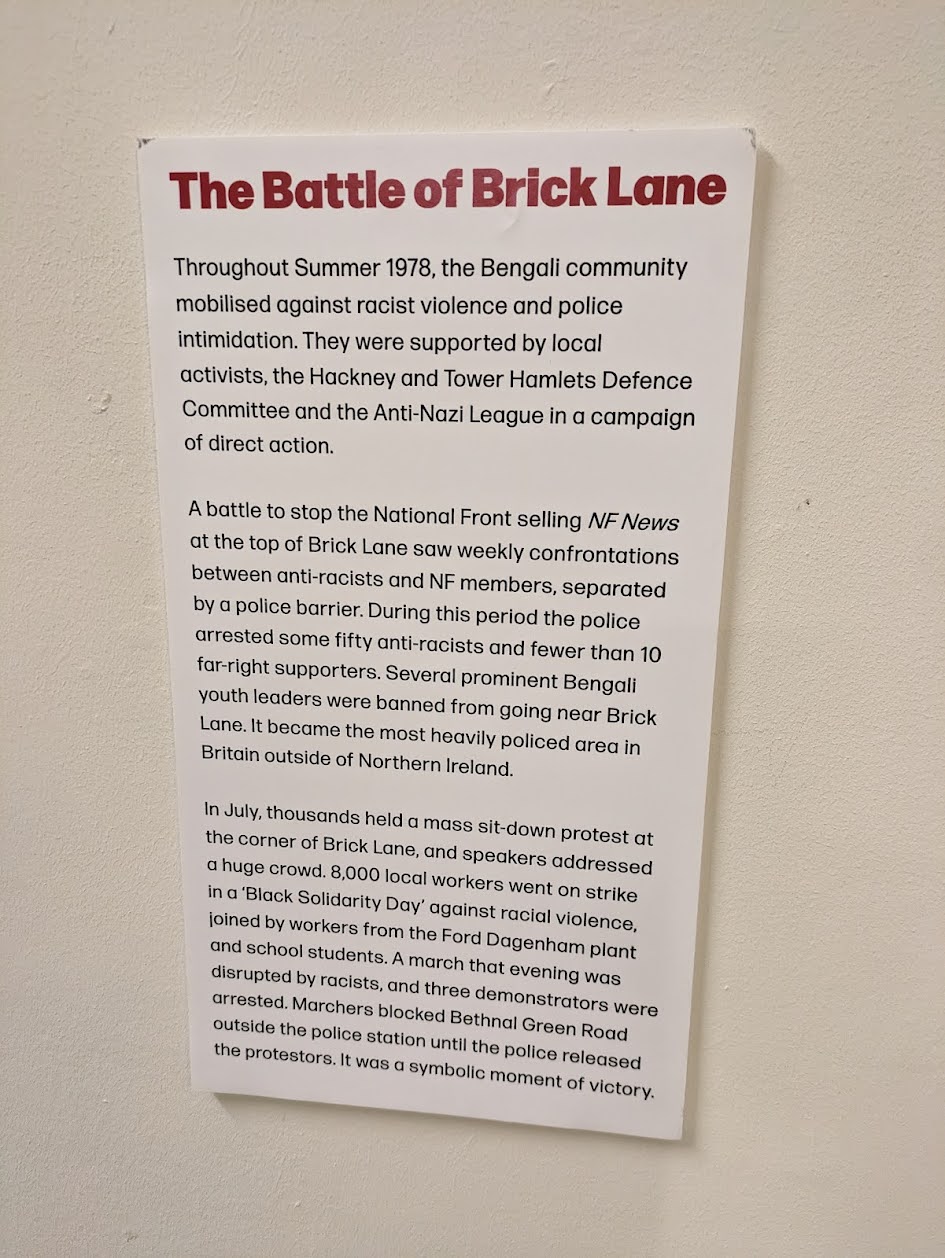 The Battle of Brick Lane
Throughout Summer 1978, the Bengali community
mobilised against racist violence and police
intimidation. They were supported by local
activists, the Hackney and Tower Hamlets Defence
Committee and the Anti-Nazi League in a campaign
of direct action.
A battle to stop the National Front selling NF News
at the top of Brick Lane saw weekly confrontations
between anti-racists and NF members, separated
by a police barrier. During this period the police
arrested some fifty anti-racists and fewer than 10
far-right supporters. Several prominent Bengali
youth leaders were banned from going near Brick
Lane. It became the most heavily policed area in
Britain outside of Northern Ireland.
In July, thousands held a mass sit-down protest at
the corner of Brick Lane, and speakers addressed
a huge crowd. 8,000 local workers went on strike
in a ‘Black Solidarity Day’ against racial violence,
joined by workers from the Ford Dagenham plant
and school students. A march that evening was
disrupted by racists, and three demonstrators were
arrested. Marchers blocked Bethnal Green Road
outside the police station until the police released
the protestors. It was a symbolic moment of victory.